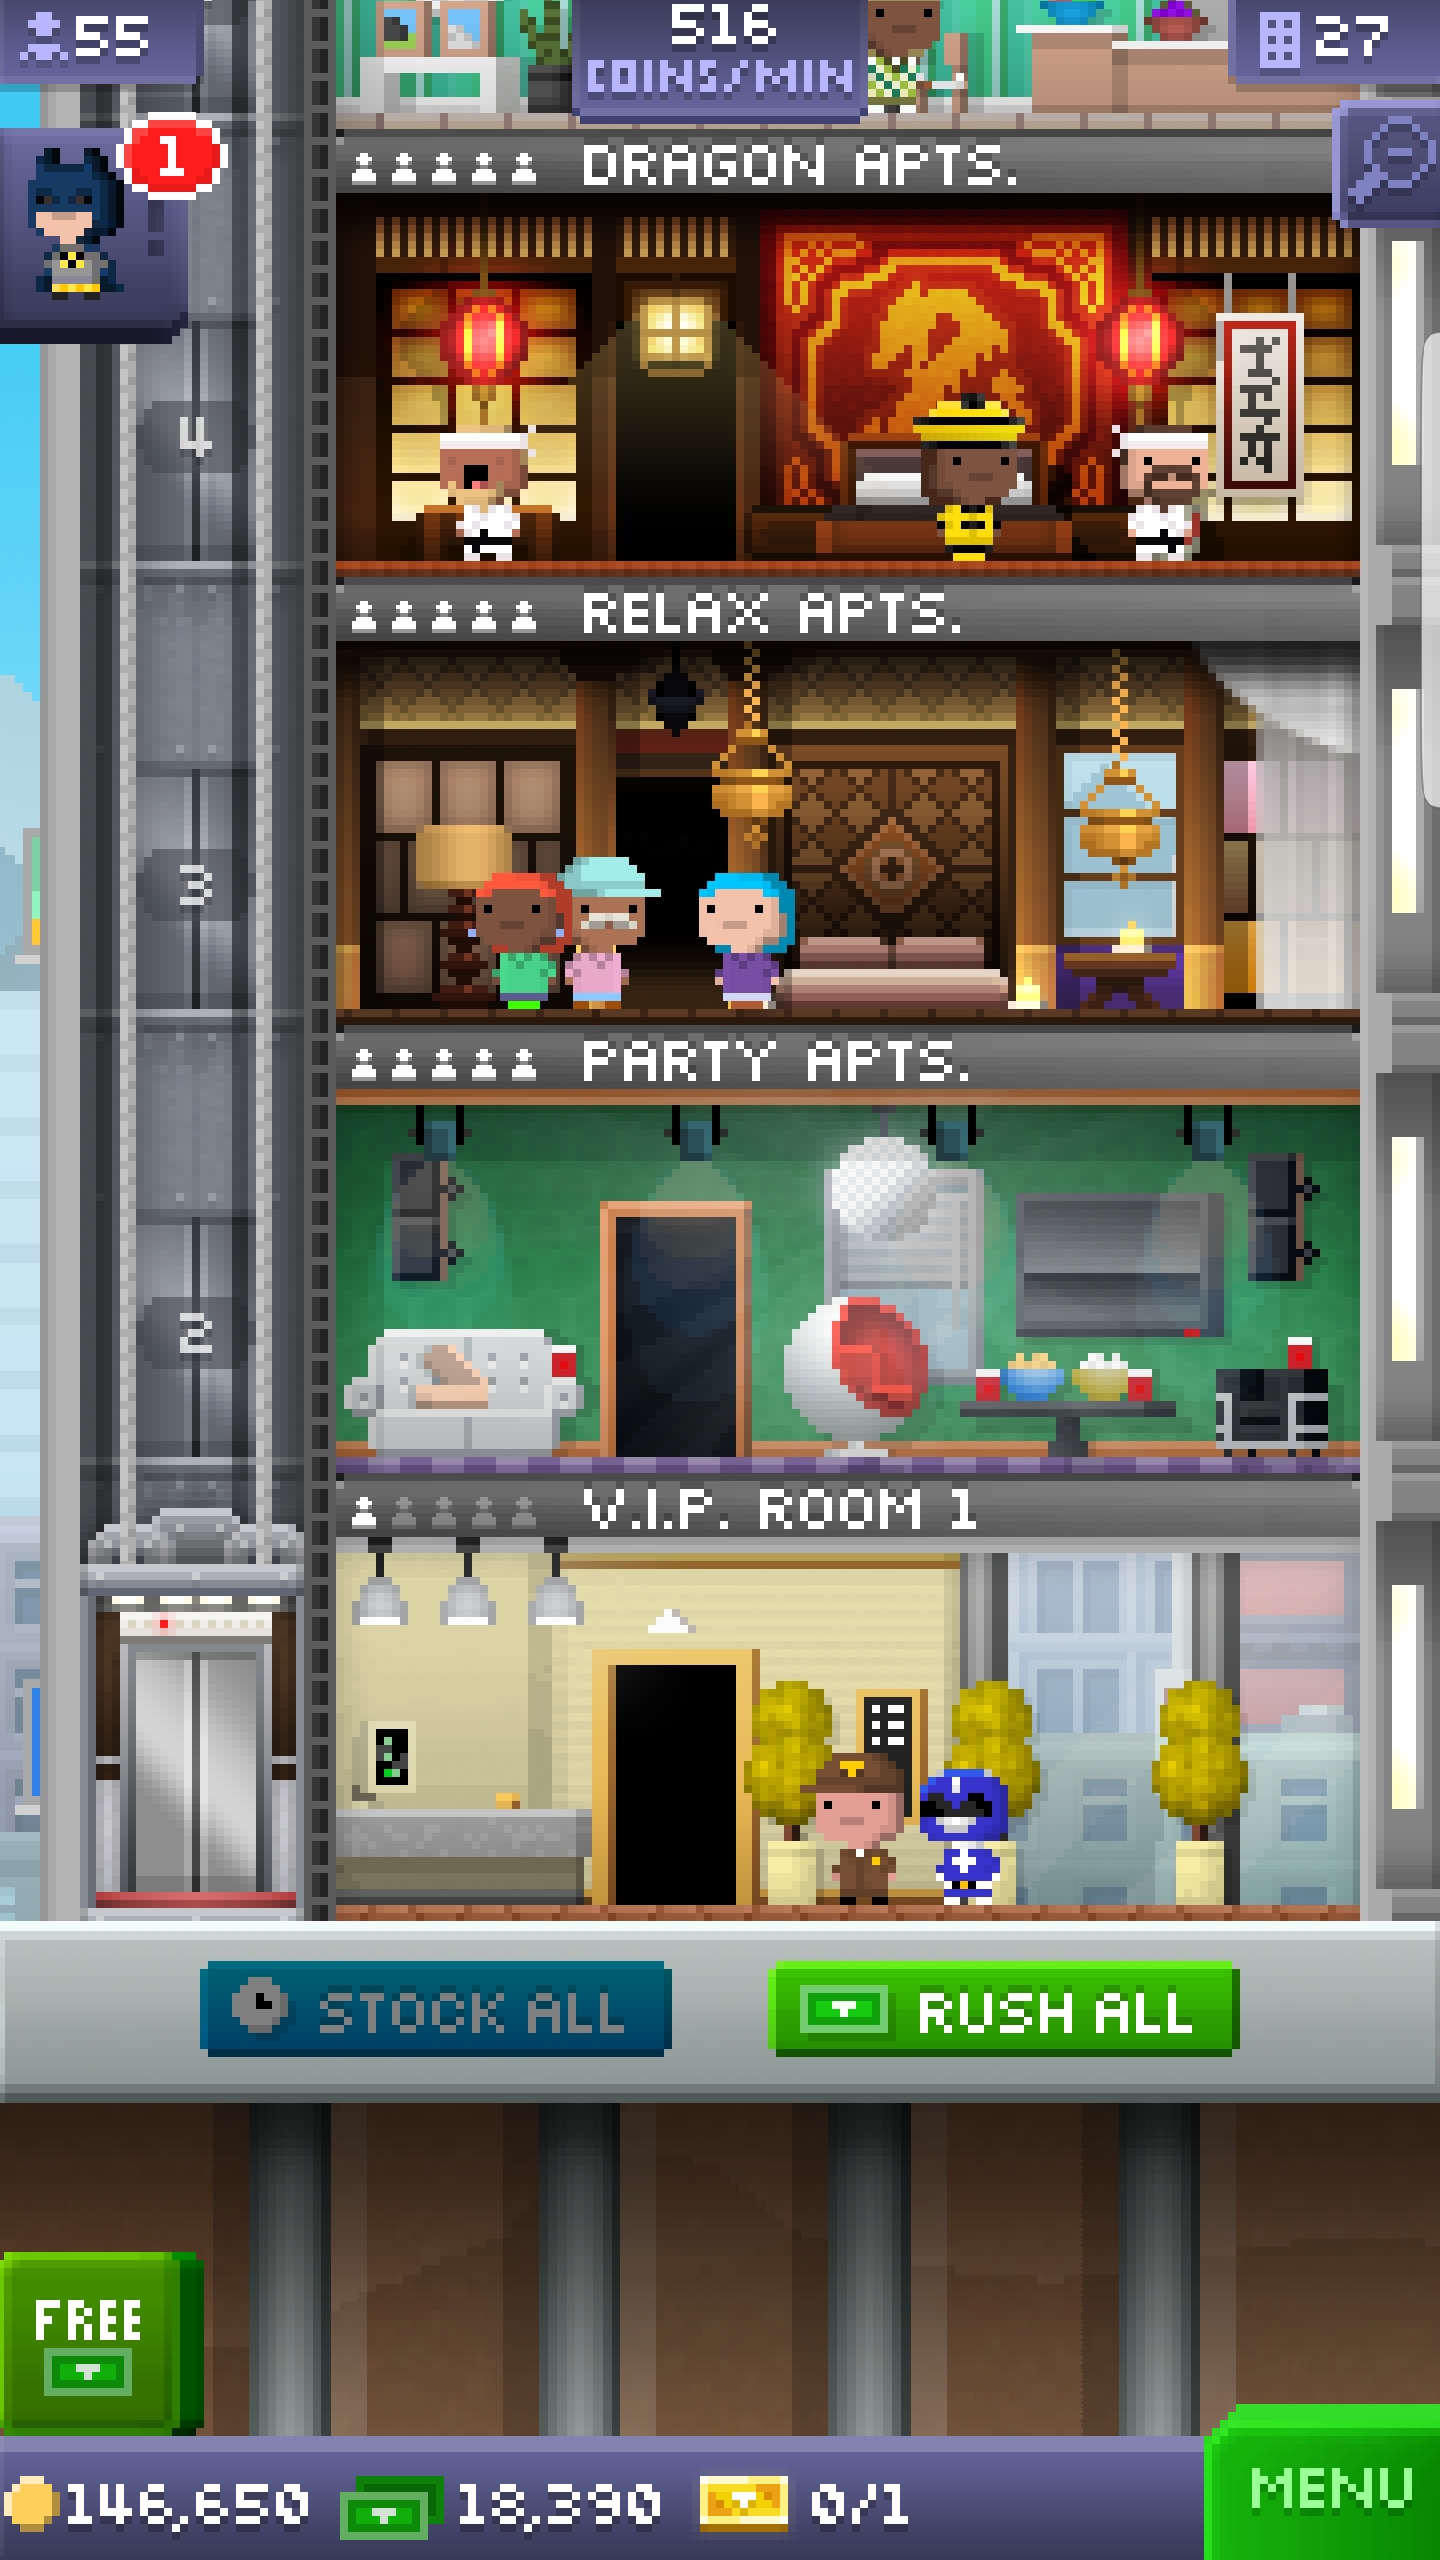 55
516
COINS/MIN
27
1
DRAGON APTS.
4
RELAX APTS.
3
PARTY APTS.
2
V.I.P. ROOM 1
STOCK ALL
RUSH ALL
FREE
146,650
18,390
0/1
MENU